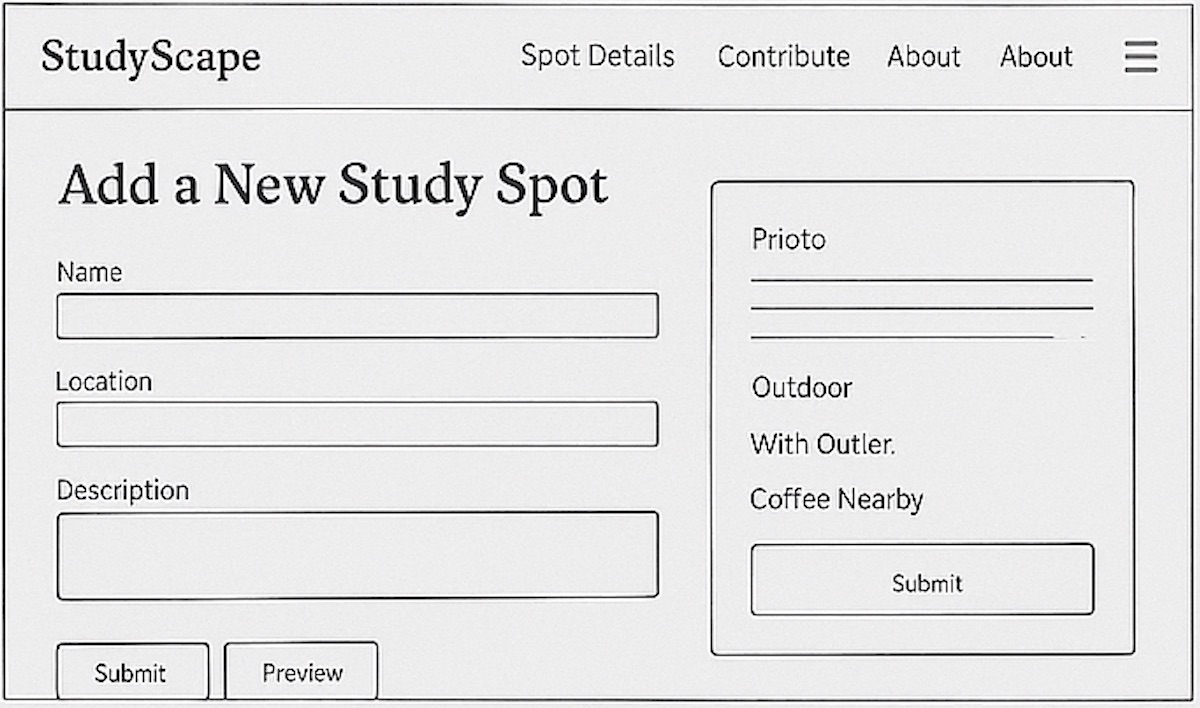 StudyScape
Spot Details Contribute About About
Add a New Study Spot
Name
Location
Description
Submit Preview
Prioto
Outdoor
With Outler.
Coffee Nearby
Submit